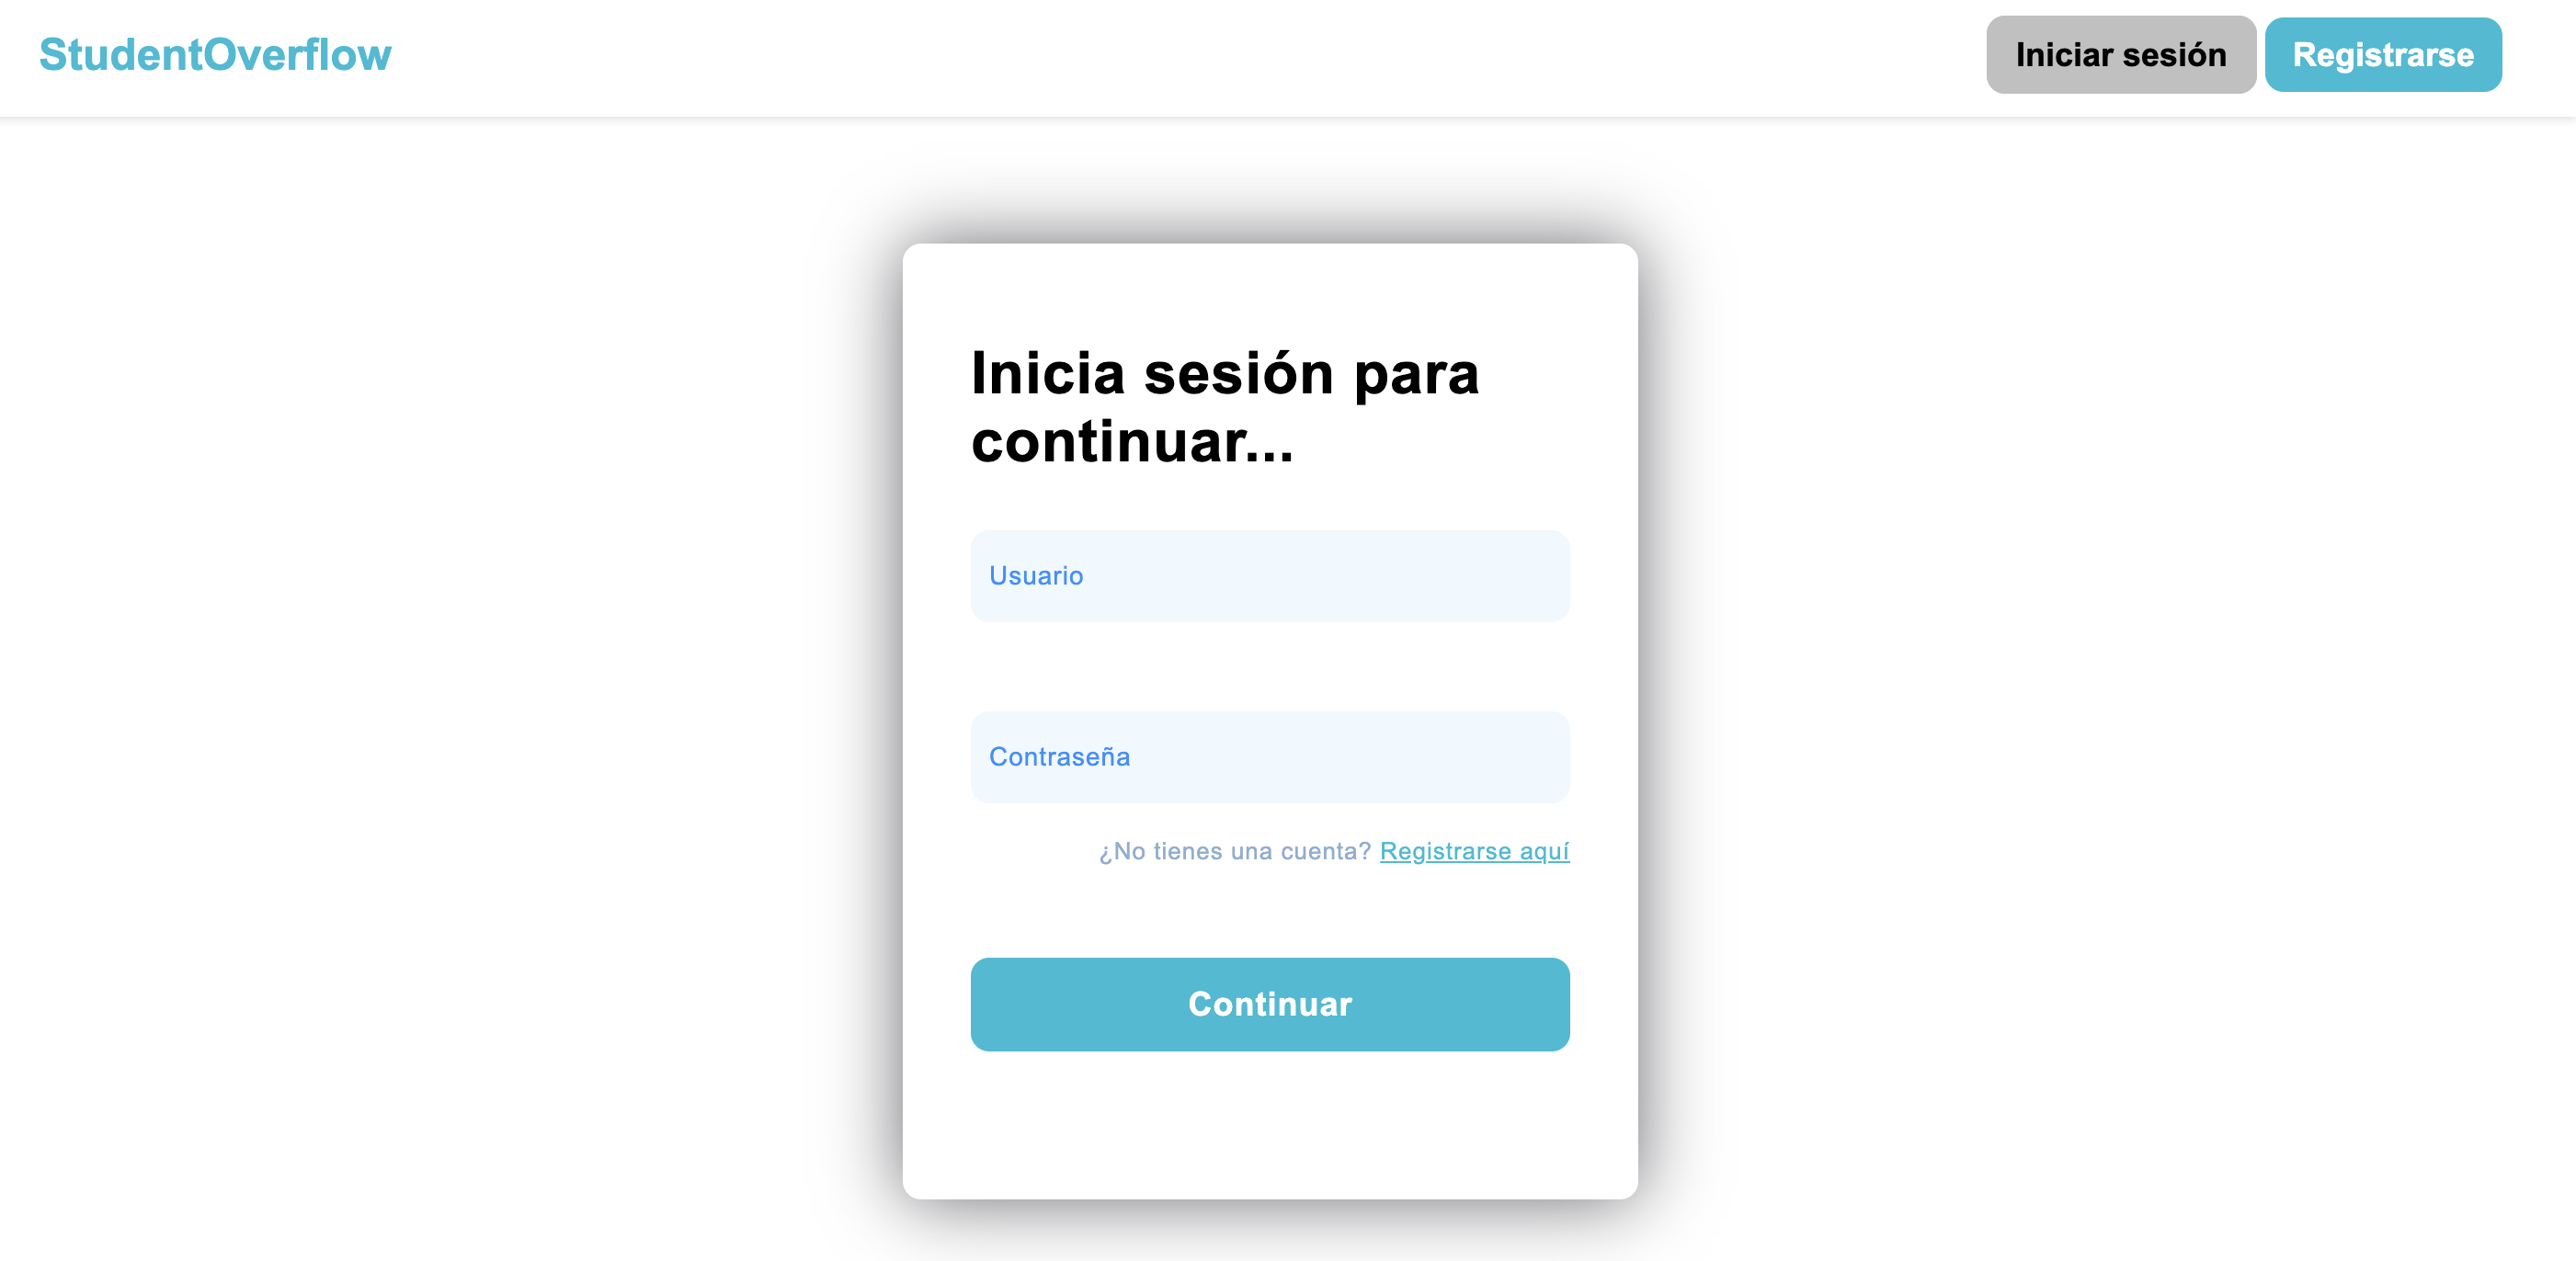 StudentOverflow
Iniciar sesión
Registrarse
Inicia sesión para
continuar...
Usuario
Contraseña
¿No tienes una cuenta? Registrarse aquí
Continuar